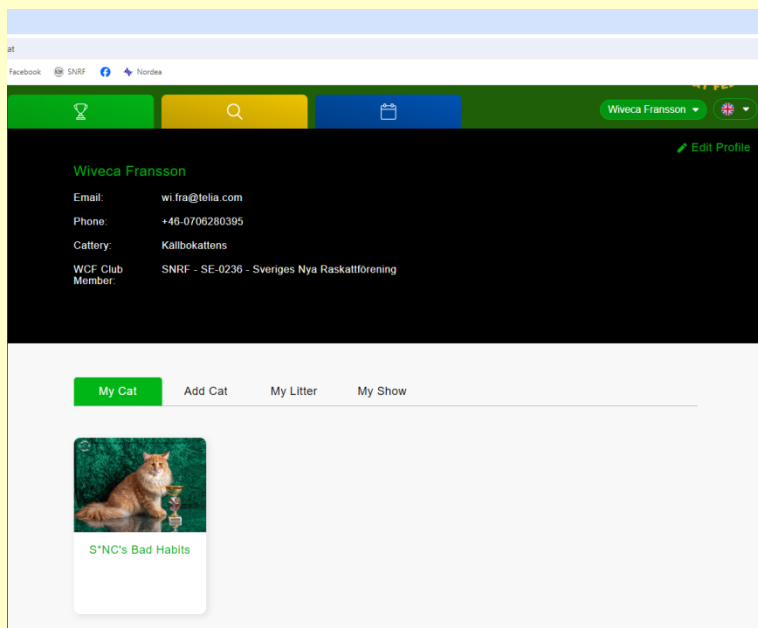 at
Facebook SNRF Nordea
Wiveca Fransson
Edit Profile
Wiveca Fransson
Email: wi.fra@telia.com
Phone: +46-0706280395
Cattery: Källbokattens
WCF Club Member: SNRF - SE-0236 - Sveriges Nya Raskattförening
My Cat Add Cat My Litter My Show
S*NC's Bad Habits